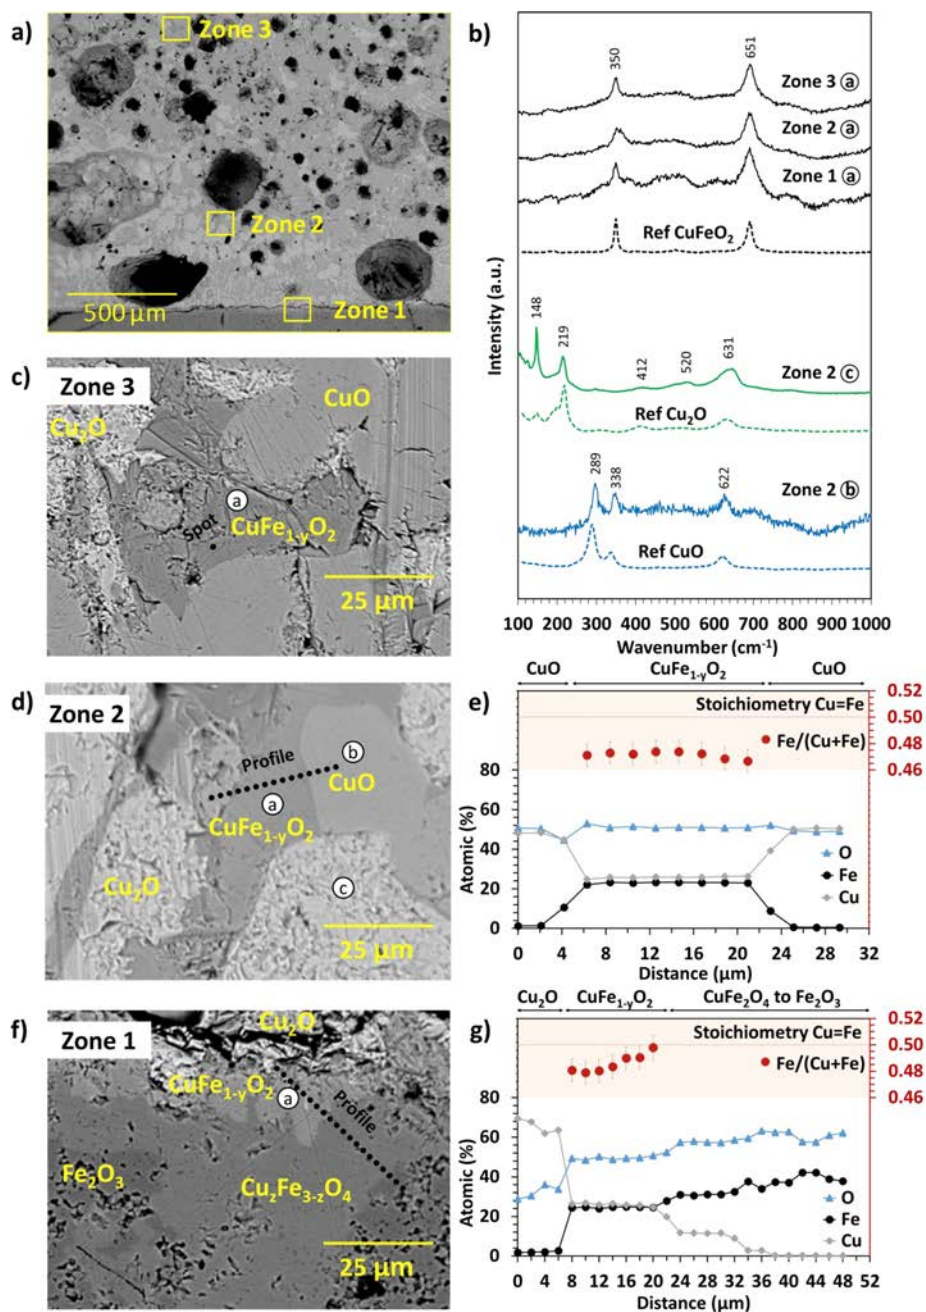 a)
Zone 3
Zone 2
Zone 1
500 µm
b)
350
651
Zone 3 ⓐ
Zone 2 ⓐ
Zone 1 ⓐ
Ref CuFeO₂
148
219
412
520
631
Zone 2 ⓒ
Ref Cu₂O
289
338
622
Zone 2 ⓑ
Ref CuO
Intensity (a.u.)
100 200 300 400 500 600 700 800 900 1000
Wavenumber (cm⁻¹)
c)
Zone 3
Cu₂O
CuO
ⓐ
CuFe₁₋yO₂
Spot
25 µm
d)
Zone 2
Profile
ⓑ
CuO
ⓐ
CuFe₁₋yO₂
Cu₂O
ⓒ
25 µm
e)
CuO CuFe₁₋yO₂ CuO
Stoichiometry Cu=Fe
Fe/(Cu+Fe)
0.52
0.50
0.48
0.46
80
60
40
20
0
Atomic (%)
O
Fe
Cu
0 4 8 12 16 20 24 28 32
Distance (µm)
f)
Zone 1
Cu₂O
CuFe₁₋yO₂
ⓐ
Profile
Fe₂O₃
CuzFe₃₋zO₄
25 µm
g)
Cu₂O CuFe₁₋yO₂ CuFe₂O₄ to Fe₂O₃
Stoichiometry Cu=Fe
Fe/(Cu+Fe)
0.52
0.50
0.48
0.46
80
60
40
20
0
Atomic (%)
O
Fe
Cu
0 4 8 12 16 20 24 28 32 36 40 44 48 52
Distance (µm)